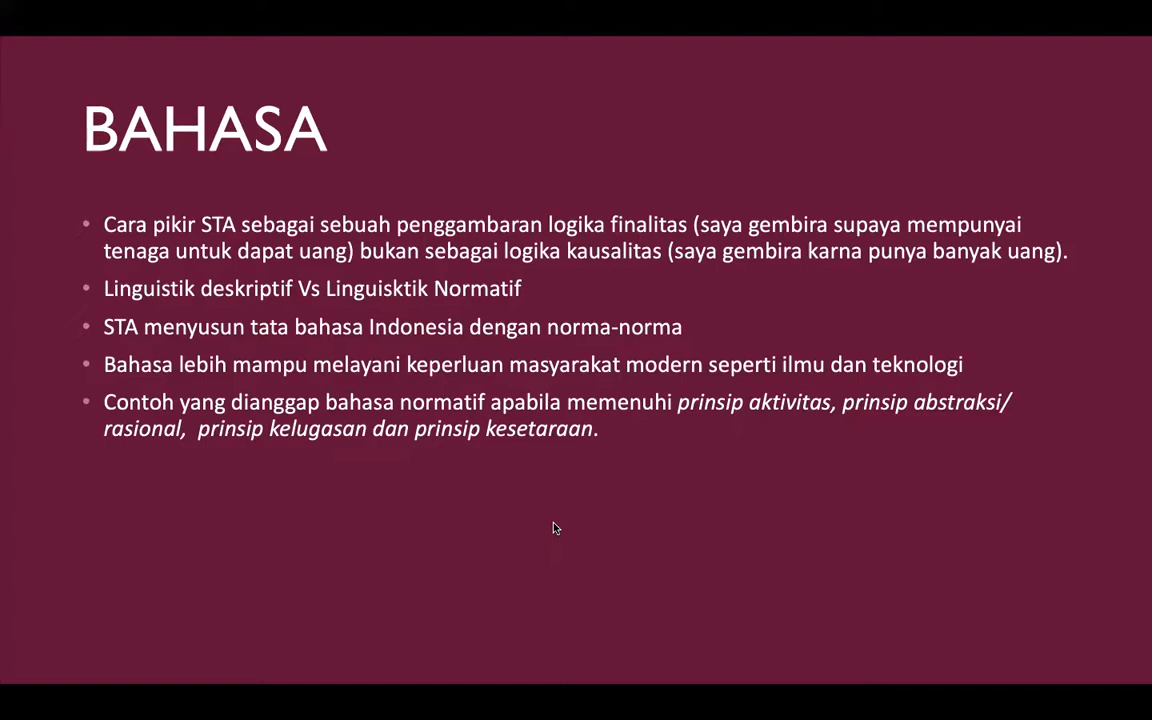 BAHASA
• Cara pikir STA sebagai sebuah penggambaran logika finalitas (saya gembira supaya mempunyai
tenaga untuk dapat uang) bukan sebagai logika kausalitas (saya gembira karna punya banyak uang).
• Linguistik deskriptif Vs Linguisktik Normatif
• STA menyusun tata bahasa Indonesia dengan norma-norma
• Bahasa lebih mampu melayani keperluan masyarakat modern seperti ilmu dan teknologi
• Contoh yang dianggap bahasa normatif apabila memenuhi prinsip aktivitas, prinsip abstraksi/
rasional, prinsip kelugasan dan prinsip kesetaraan.